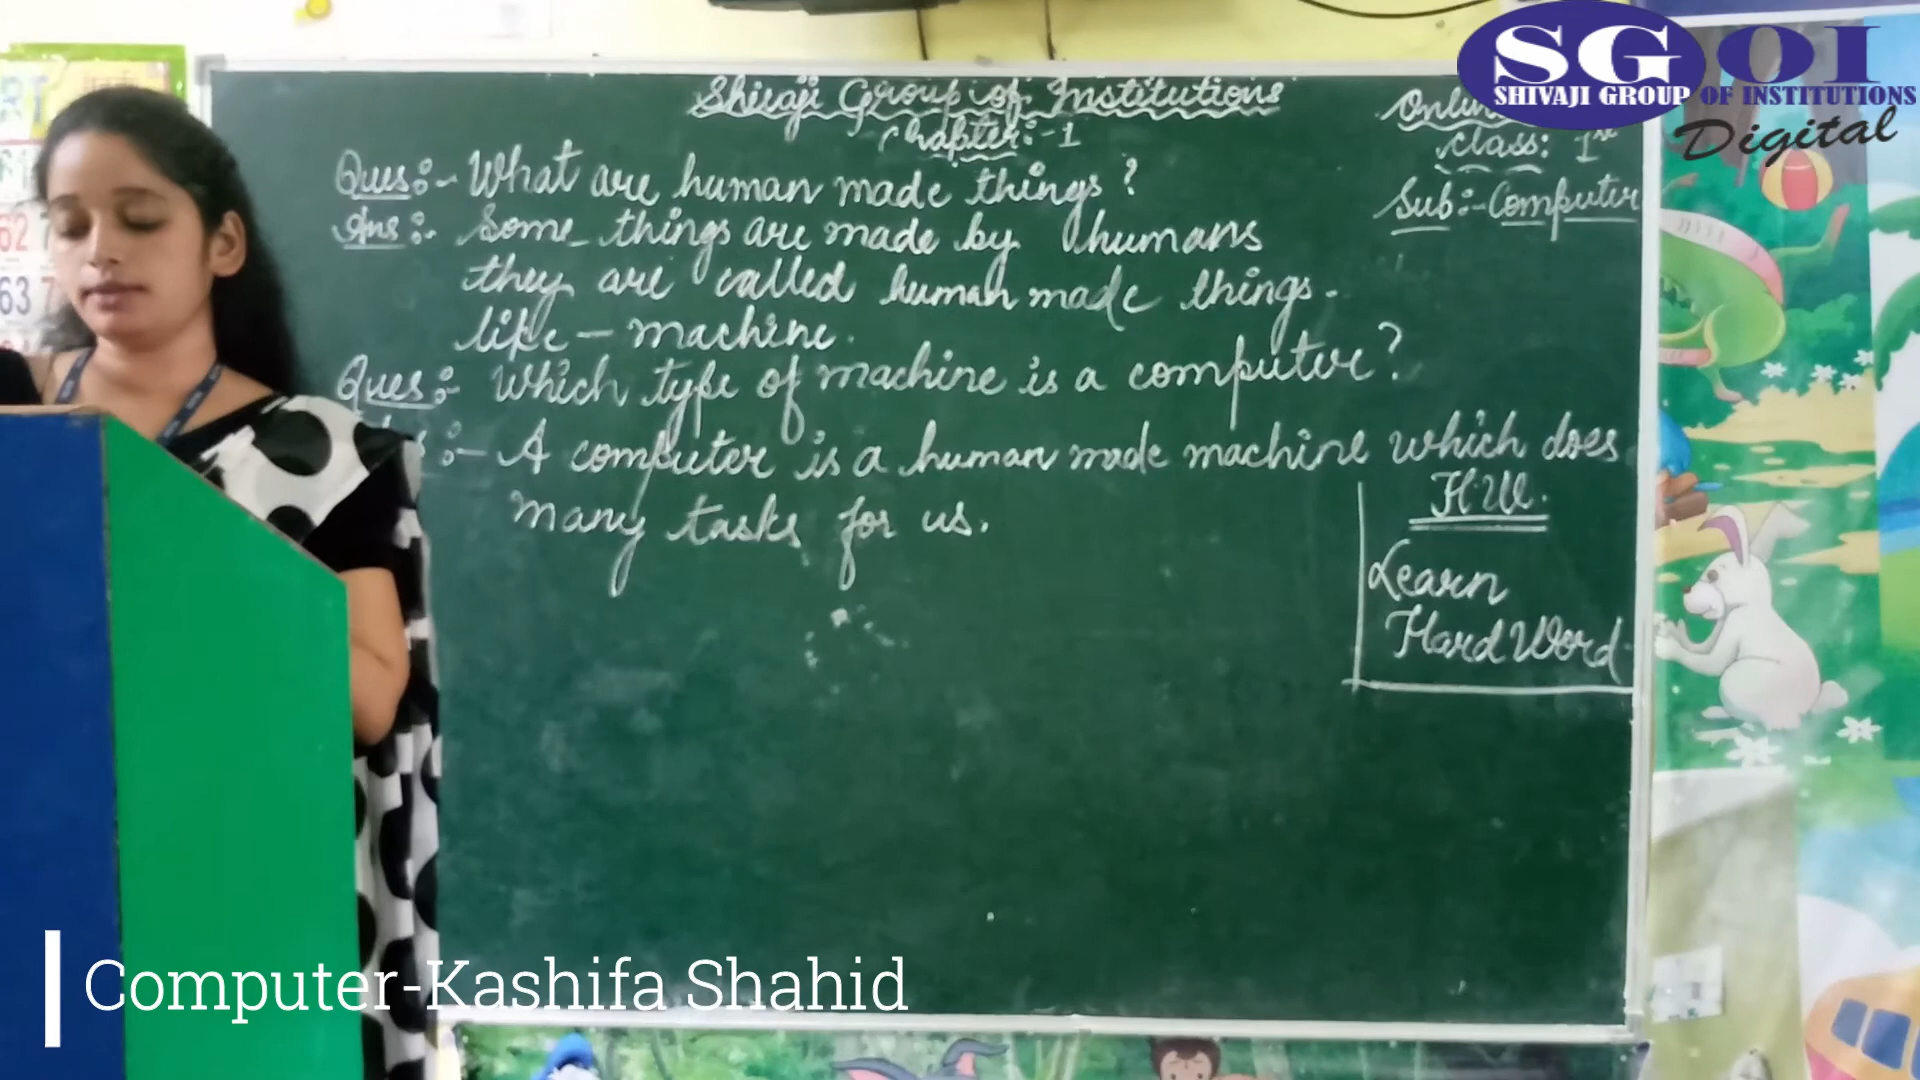 Shivaji Group of Institutions
Chapter:-1
Class: 1st
Sub:-Computer
Ques:- What are human made things?
Ans:- Some things are made by humans
they are called human made things.
like - machine.
Ques:- Which type of machine is a computer?
:- A computer is a human made machine which does
many tasks for us.
H.W.
Learn
Hard Word.
SGOI
SHIVAJI GROUP OF INSTITUTIONS
Digital
62
63
Computer-Kashifa Shahid